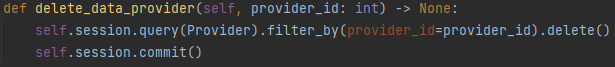 def delete_data_provider(self, provider_id: int) -> None:
    self.session.query(Provider).filter_by(provider_id=provider_id).delete()
    self.session.commit()